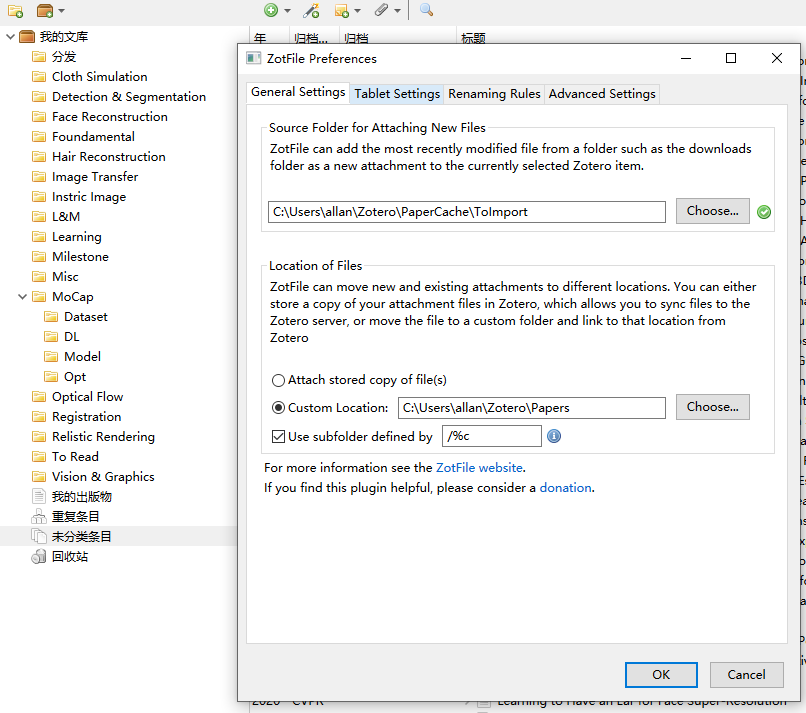 年 归档... 归档 标题
我的文库
分发
Cloth Simulation
Detection & Segmentation
Face Reconstruction
Foundamental
Hair Reconstruction
Image Transfer
Instric Image
L&M
Learning
Milestone
Misc
MoCap
Dataset
DL
Model
Opt
Optical Flow
Registration
Relistic Rendering
To Read
Vision & Graphics
我的出版物
重复条目
未分类条目
回收站
ZotFile Preferences
General Settings Tablet Settings Renaming Rules Advanced Settings
Source Folder for Attaching New Files
ZotFile can add the most recently modified file from a folder such as the downloads
folder as a new attachment to the currently selected Zotero item.
C:\Users\allan\Zotero\PaperCache\ToImport Choose...
Location of Files
ZotFile can move new and existing attachments to different locations. You can either
store a copy of your attachment files in Zotero, which allows you to sync files to the
Zotero server, or move the file to a custom folder and link to that location from
Zotero
Attach stored copy of file(s)
Custom Location: C:\Users\allan\Zotero\Papers Choose...
Use subfolder defined by /%c
For more information see the ZotFile website.
If you find this plugin helpful, please consider a donation.
OK Cancel
2020 CVPR Learning to Have an Ear for Face Super-Resolution